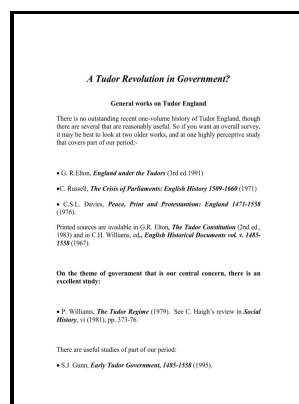 A Tudor Revolution in Government?
General works on Tudor England
There is no outstanding recent one-volume history of Tudor England, though
there are several that are reasonably useful. So if you want an overall survey,
it may be best to look at two older works, and at one highly perceptive study
that covers part of our period:-
• G. R.Elton, England under the Tudors (3rd ed.1991)
•C. Russell, The Crisis of Parliaments: English History 1509-1660 (1971)
• C.S.L. Davies, Peace, Print and Protestantism: England 1471-1558
(1976).
Printed sources are available in G.R. Elton, The Tudor Constitution (2nd ed.,
1983) and in C.H. Williams, ed., English Historical Documents vol. v. 1485-
1558 (1967).
On the theme of government that is our central concern, there is an
excellent study:
• P. Williams, The Tudor Regime (1979). See C. Haigh's review in Social
History, vi (1981), pp. 373-76.
There are useful studies of part of our period:
• S.J. Gunn, Early Tudor Government, 1485-1558 (1995).